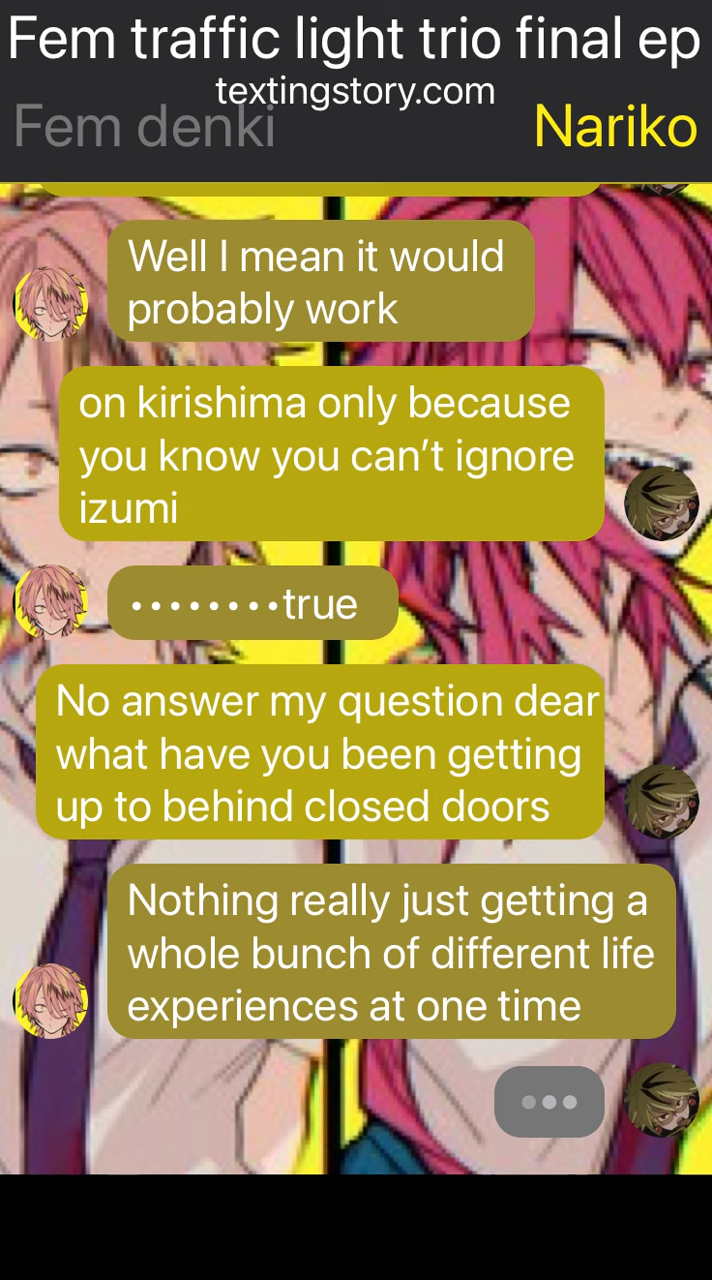 Fem traffic light trio final ep
textingstory.com
Fem denki
Nariko
Well I mean it would
probably work
on kirishima only because
you know you can’t ignore
izumi
••••••••true
No answer my question dear
what have you been getting
up to behind closed doors
Nothing really just getting a
whole bunch of different life
experiences at one time